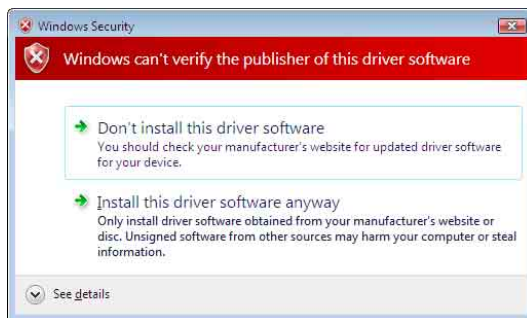 Windows Security
Windows can't verify the publisher of this driver software
Don't install this driver software
You should check your manufacturer's website for updated driver software
for your device.
Install this driver software anyway
Only install driver software obtained from your manufacturer's website or
disc. Unsigned software from other sources may harm your computer or steal
information.
See details